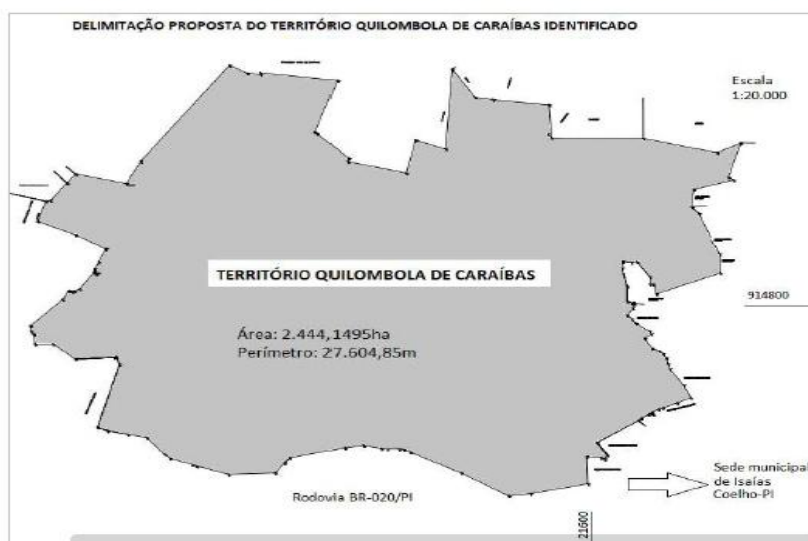 DELIMITAÇÃO PROPOSTA DO TERRITÓRIO QUILOMBOLA DE CARAÍBAS IDENTIFICADO
Escala
1:20.000
TERRITÓRIO QUILOMBOLA DE CARAÍBAS
914800
Área: 2.444,1495ha
Perímetro: 27.604,85m
Sede municipal
de Isaías
Coelho-PI
Rodovia BR-020/PI
21600